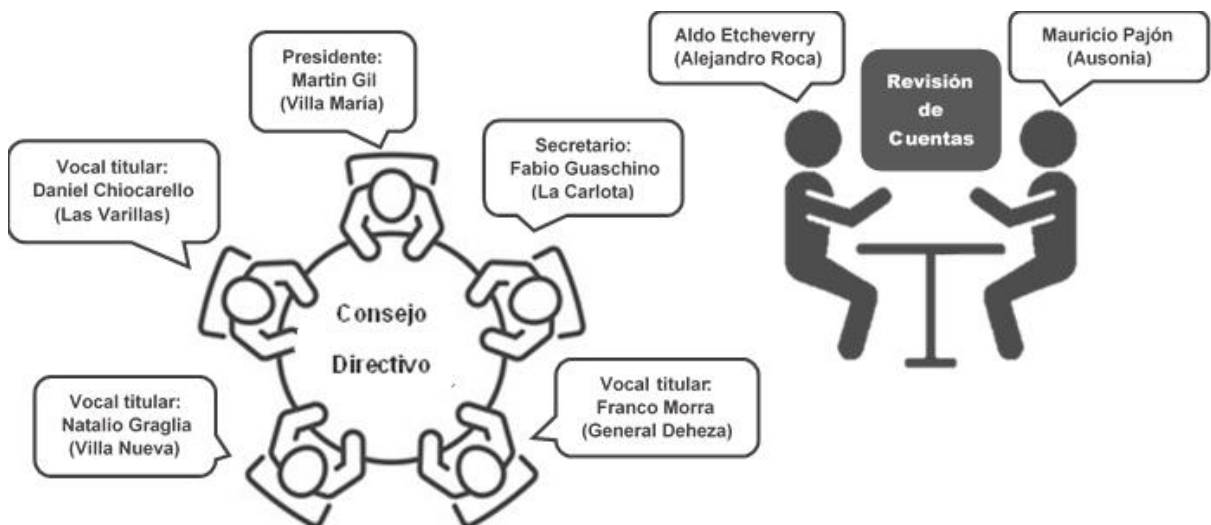 Presidente:
Martin Gil
(Villa María)
Secretario:
Fabio Guaschino
(La Carlota)
Vocal titular:
Daniel Chiocarello
(Las Varillas)
Consejo
Directivo
Vocal titular:
Natalio Graglia
(Villa Nueva)
Vocal titular:
Franco Morra
(General Deheza)
Aldo Etcheverry
(Alejandro Roca)
Revisión
de
Cuentas
Mauricio Pajón
(Ausonia)